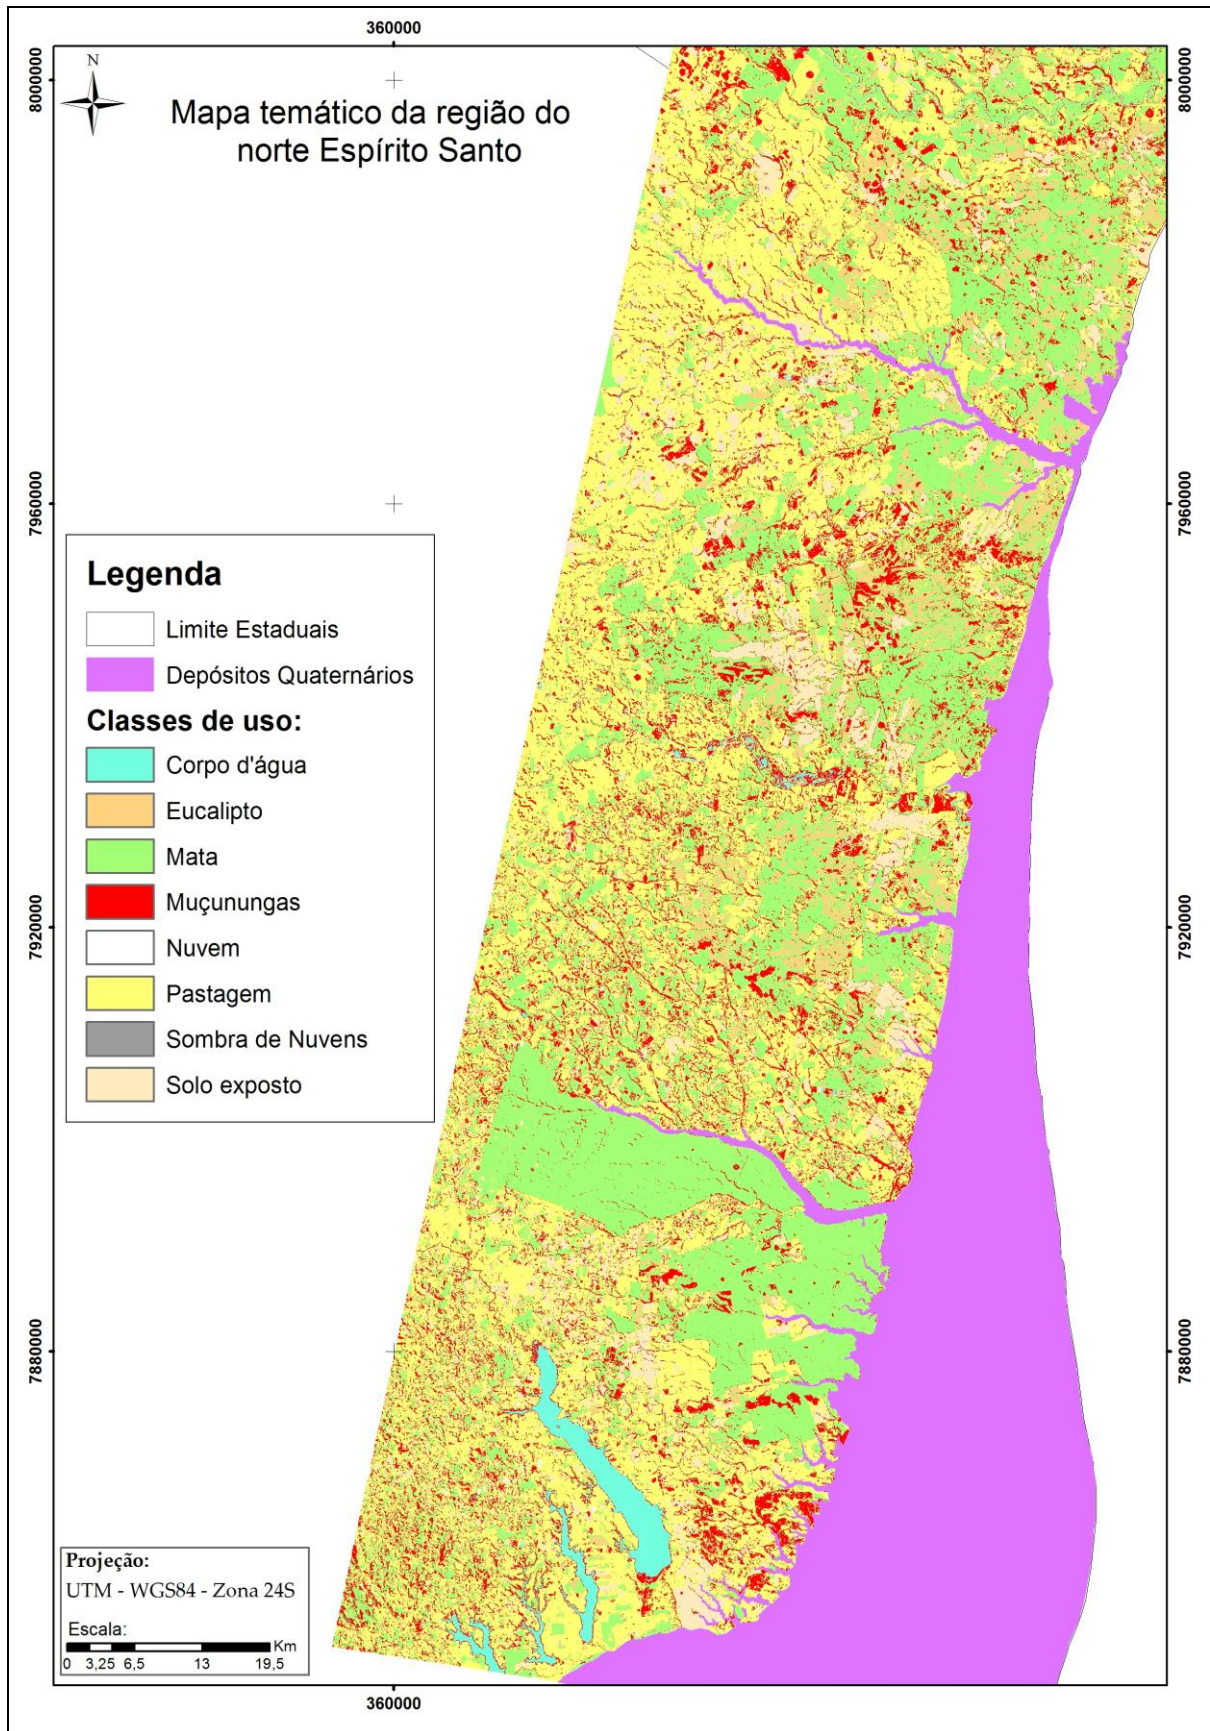 360000
N
Mapa temático da região do
norte Espírito Santo
8000000
8000000
7960000
7960000
Legenda
Limite Estaduais
Depósitos Quaternários
Classes de uso:
Corpo d'água
Eucalipto
Mata
Muçunungas
Nuvem
Pastagem
Sombra de Nuvens
Solo exposto
7920000
7920000
7880000
7880000
Projeção:
UTM - WGS84 - Zona 24S
Escala:
Km
0 3,25 6,5 13 19,5
360000